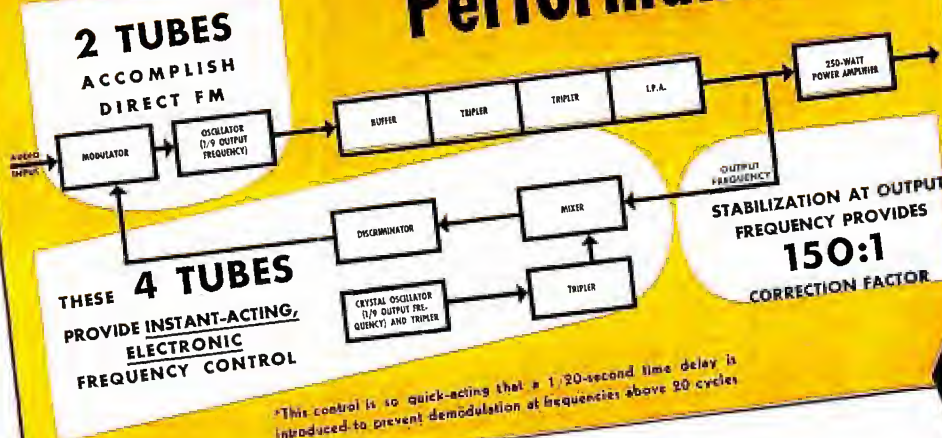 2 TUBES
ACCOMPLISH
DIRECT FM
AUDIO
INPUT
MODULATOR
OSCILLATOR
(1/9 OUTPUT
FREQUENCY)
BUFFER
TRIPLER
TRIPLER
I.P.A.
250-WATT
POWER AMPLIFIER
OUTPUT
FREQUENCY
DISCRIMINATOR
MIXER
CRYSTAL OSCILLATOR
(1/9 OUTPUT FRE-
QUENCY) AND TRIPLER
TRIPLER
THESE 4 TUBES
PROVIDE INSTANT-ACTING,
ELECTRONIC
FREQUENCY CONTROL
STABILIZATION AT OUTPUT
FREQUENCY PROVIDES
150:1
CORRECTION FACTOR
*This control is so quick-acting that a 1/20-second time delay is
introduced to prevent demodulation at frequencies above 20 cycles